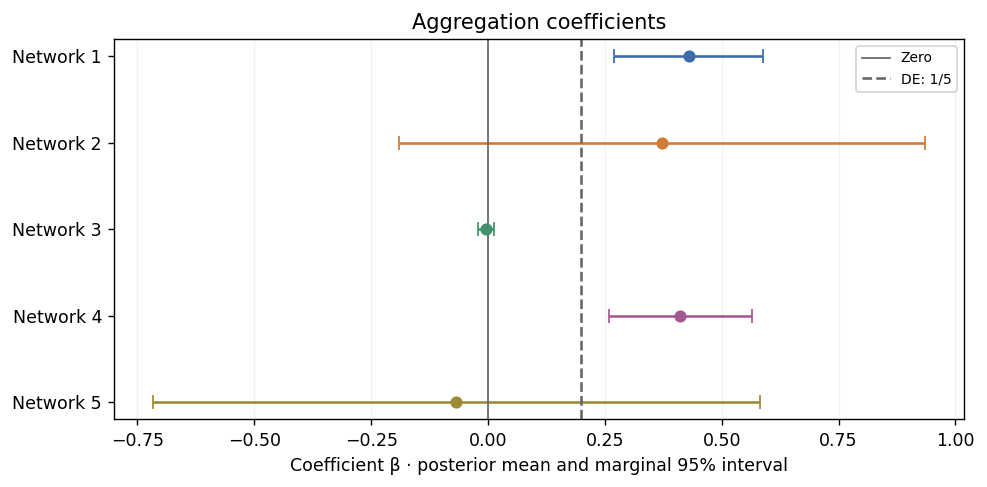 Aggregation coefficients
Network 1
Network 2
Network 3
Network 4
Network 5
Zero
DE: 1/5
−0.75
−0.50
−0.25
0.00
0.25
0.50
0.75
1.00
Coefficient β · posterior mean and marginal 95% interval